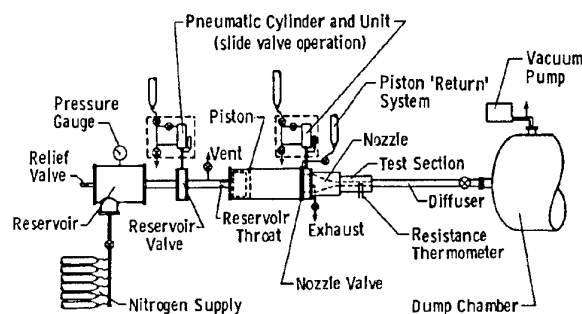 Pneumatic Cylinder and Unit
(slide valve operation)
Vacuum
Pump
Piston 'Return'
System
Pressure
Gauge
Piston
Nozzle
Vent
Test Section
Relief
Valve
Reservoir
Reservoir
Valve
Reservoir
Throat
Exhaust
Diffuser
Resistance
Thermometer
Nozzle Valve
Nitrogen Supply
Dump Chamber